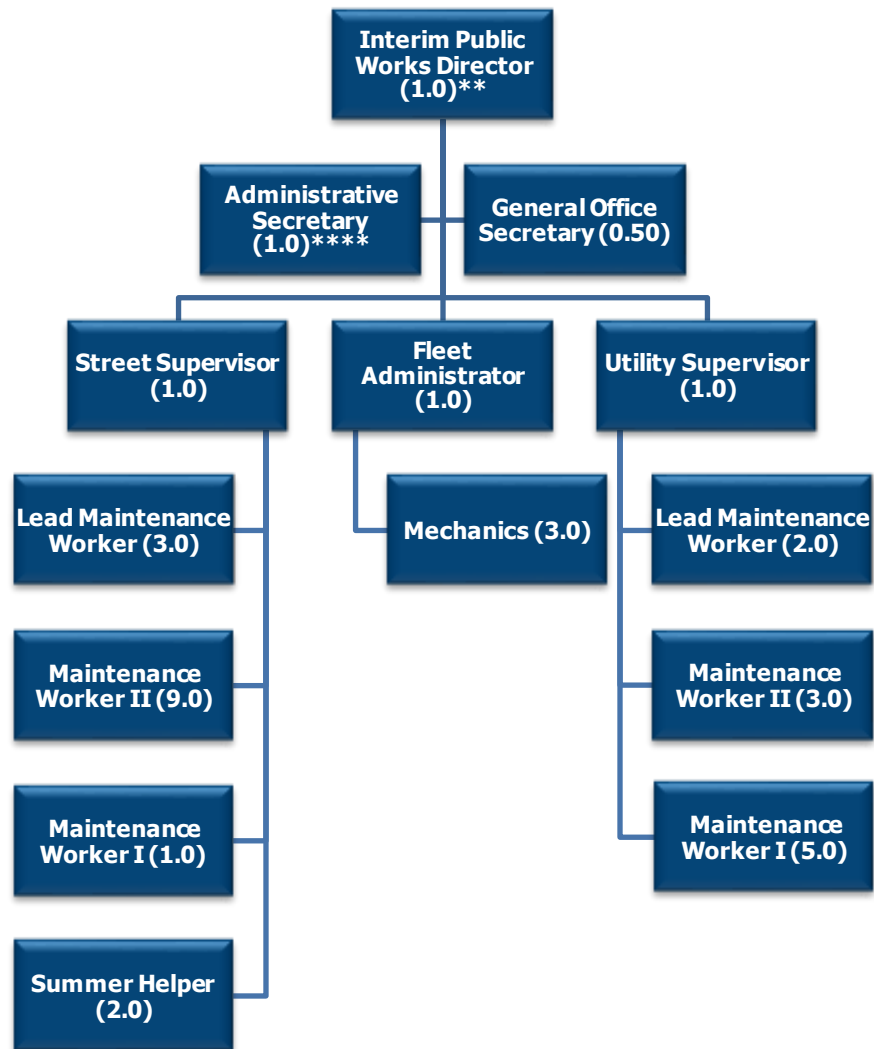 Interim Public
Works Director
(1.0)**
Administrative
Secretary
(1.0)****
General Office
Secretary (0.50)
Street Supervisor
(1.0)
Fleet
Administrator
(1.0)
Utility Supervisor
(1.0)
Lead Maintenance
Worker (3.0)
Mechanics (3.0)
Lead Maintenance
Worker (2.0)
Maintenance
Worker II (9.0)
Maintenance
Worker II (3.0)
Maintenance
Worker I (1.0)
Maintenance
Worker I (5.0)
Summer Helper
(2.0)